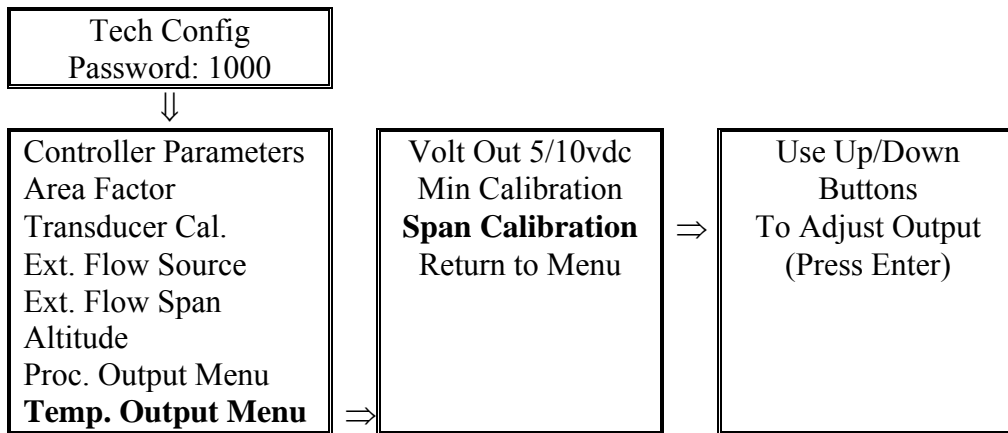 Tech Config
Password: 1000
⇓
Controller Parameters
Area Factor
Transducer Cal.
Ext. Flow Source
Ext. Flow Span
Altitude
Proc. Output Menu
Temp. Output Menu
⇒
Volt Out 5/10vdc
Min Calibration
Span Calibration
Return to Menu
⇒
Use Up/Down
Buttons
To Adjust Output
(Press Enter)